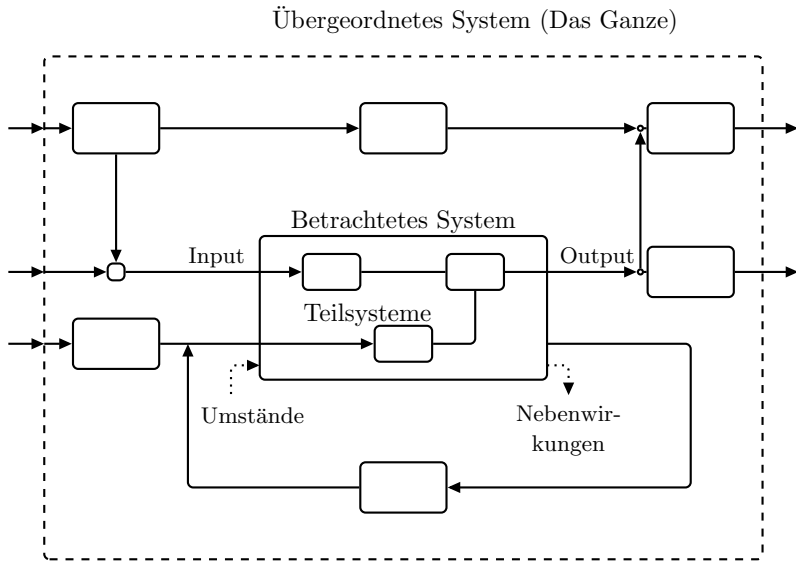 Übergeordnetes System (Das Ganze)
Betrachtetes System
Input
Output
Teilsysteme
Umstände
Nebenwir-
kungen